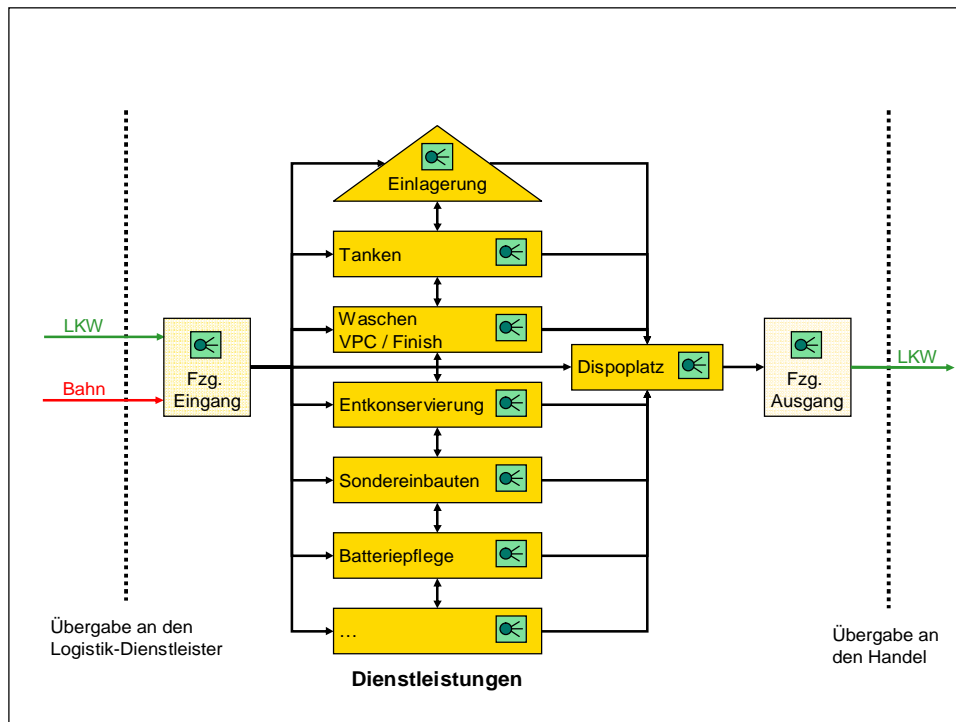 Einlagerung
Tanken
LKW
Waschen
VPC / Finish
Dispoplatz
Fzg.
Eingang
Fzg.
Ausgang
LKW
Bahn
Entkonservierung
Sondereinbauten
Batteriepflege
…
Übergabe an den
Logistik-Dienstleister
Übergabe an
den Handel
Dienstleistungen